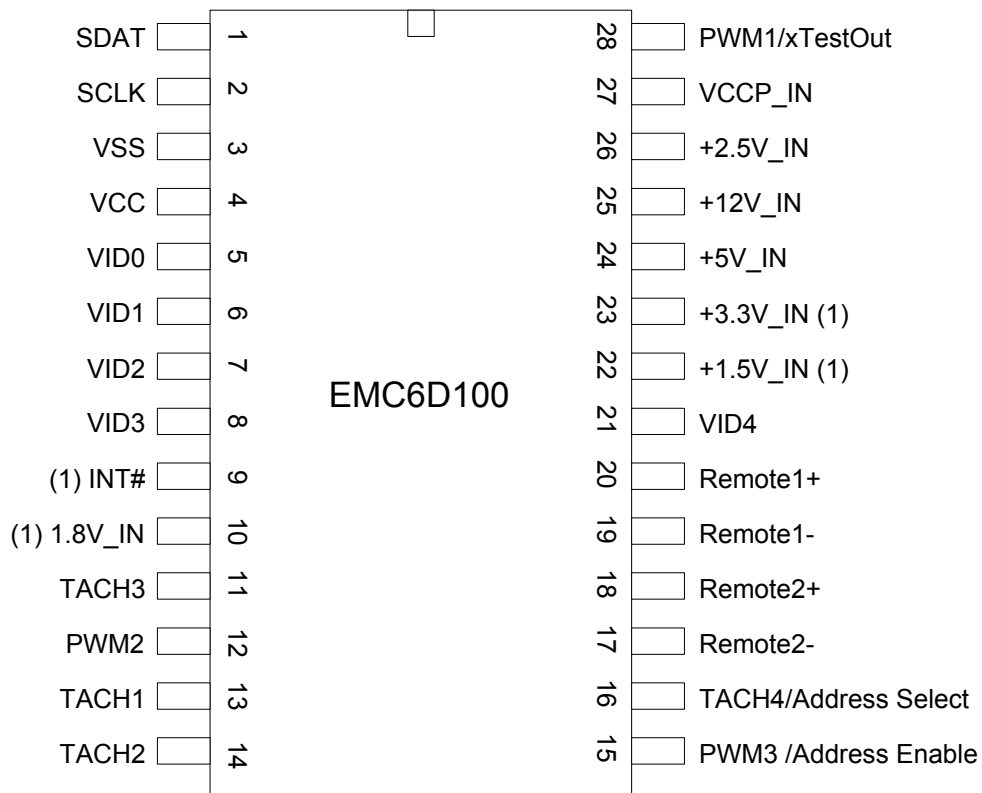 SDAT 1 28 PWM1/xTestOut
SCLK 2 27 VCCP_IN
VSS 3 26 +2.5V_IN
VCC 4 25 +12V_IN
VID0 5 24 +5V_IN
VID1 6 23 +3.3V_IN (1)
VID2 7 22 +1.5V_IN (1)
EMC6D100
VID3 8 21 VID4
(1) INT# 9 20 Remote1+
(1) 1.8V_IN 10 19 Remote1-
TACH3 11 18 Remote2+
PWM2 12 17 Remote2-
TACH1 13 16 TACH4/Address Select
TACH2 14 15 PWM3 /Address Enable